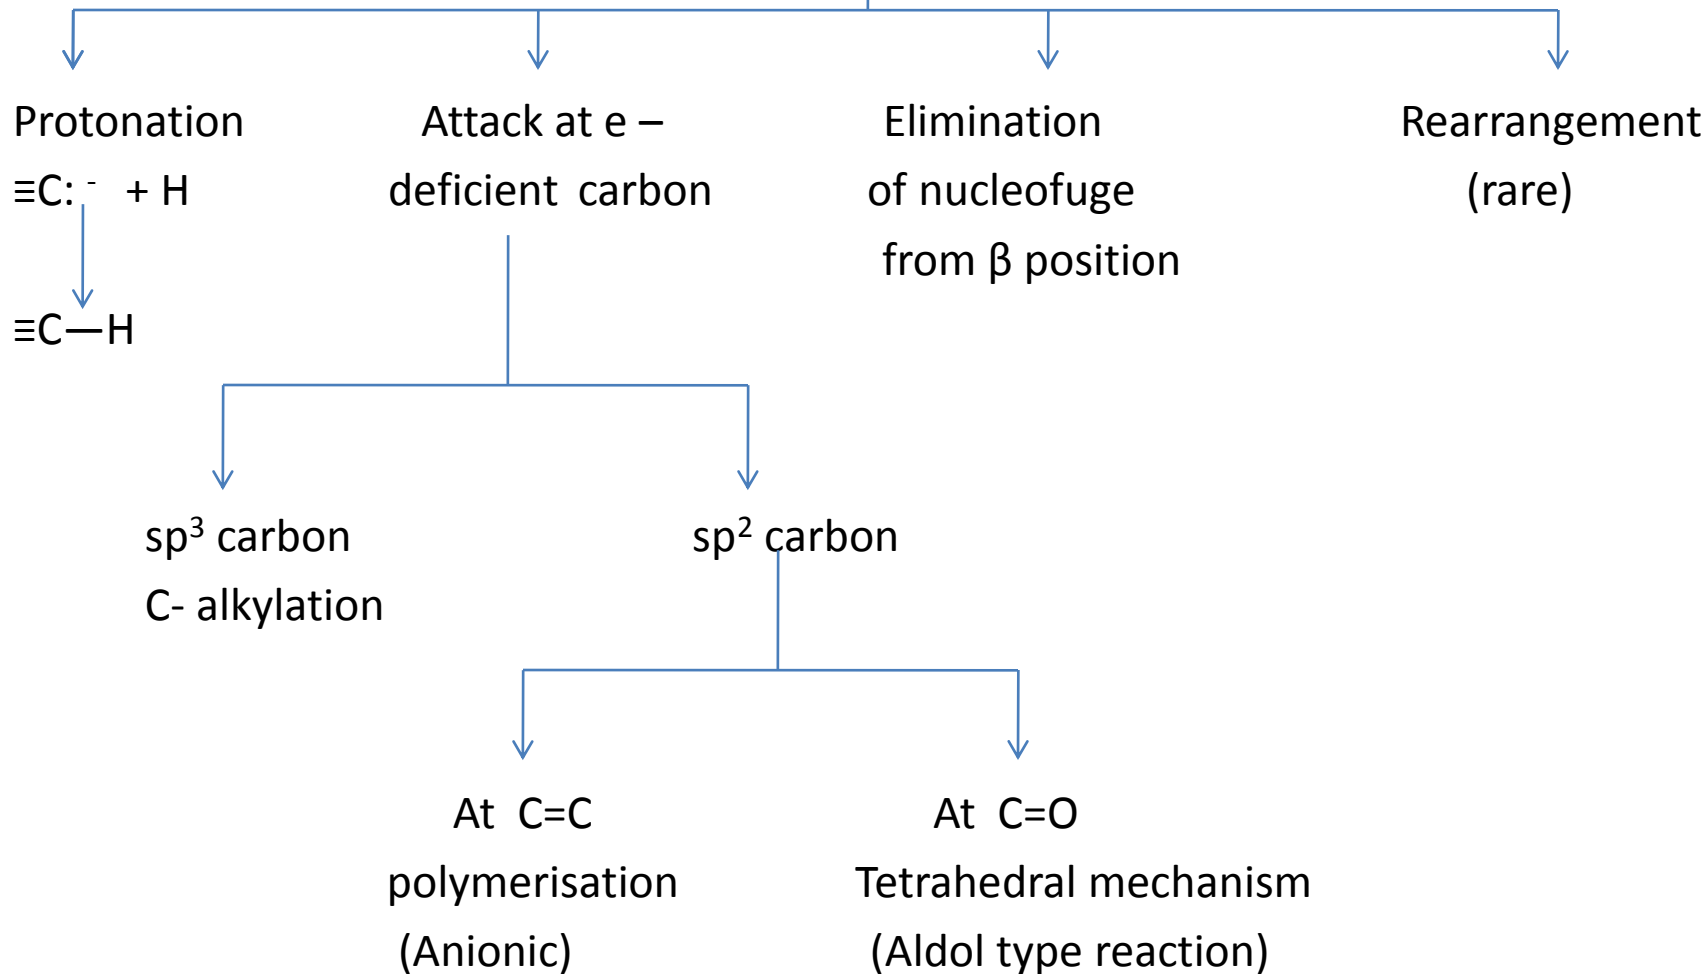 Protonation
≡C: - + H
≡C—H
Attack at e –
deficient carbon
Elimination
of nucleofuge
from β position
Rearrangement
(rare)
sp³ carbon
C- alkylation
sp² carbon
At C=C
polymerisation
(Anionic)
At C=O
Tetrahedral mechanism
(Aldol type reaction)